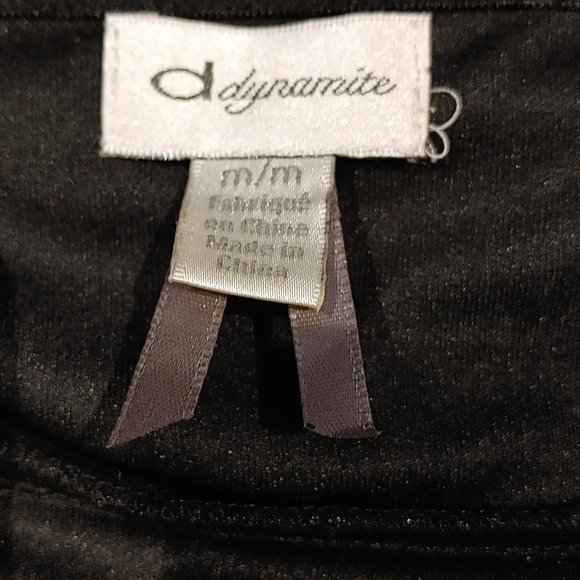 d dynamite
m/m
Fabriqué
en Chine
Made in
China